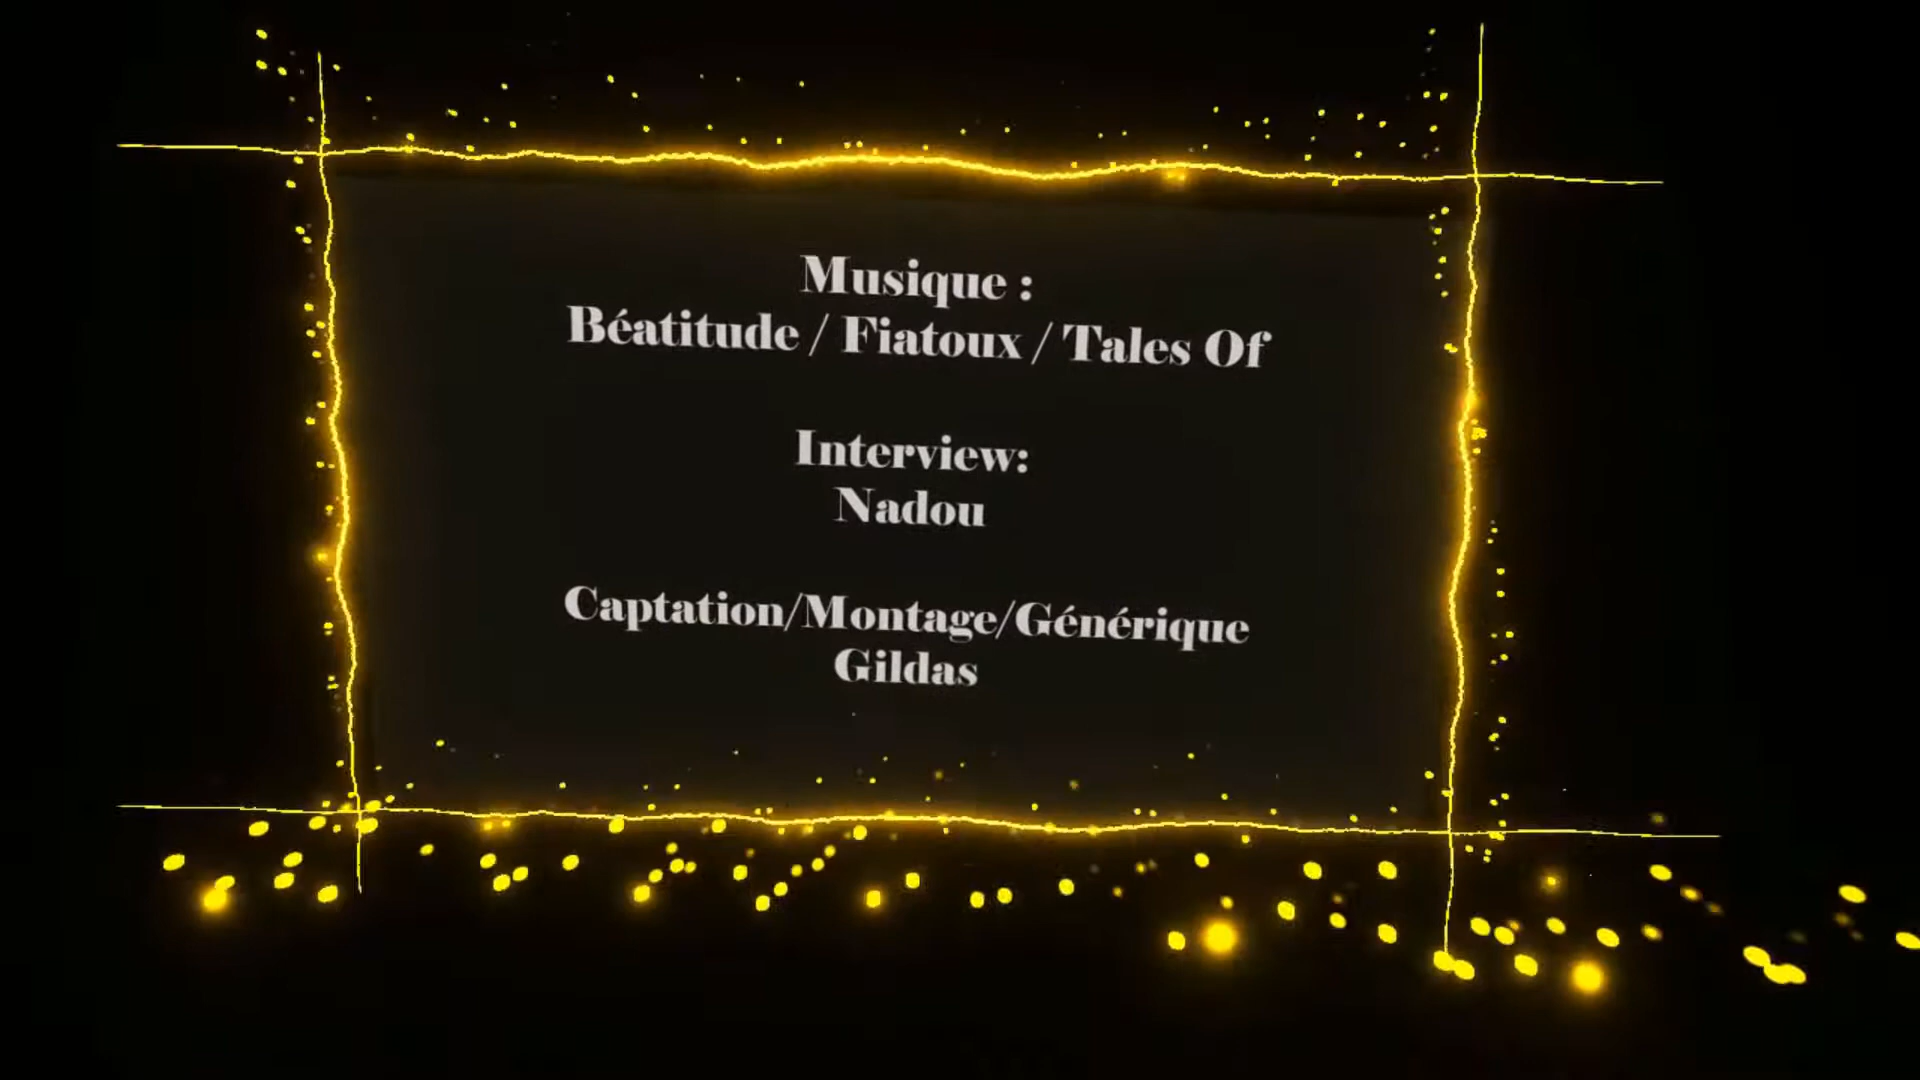 Musique :
Béatitude / Fiatoux / Tales Of
Interview:
Nadou
Captation/Montage/Générique
Gildas